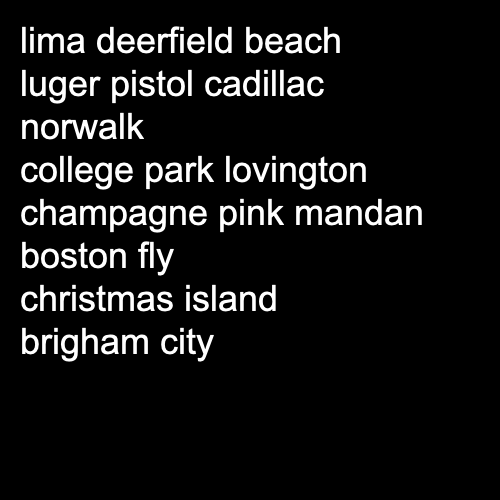 lima deerfield beach
luger pistol cadillac
norwalk
college park lovington
champagne pink mandan
boston fly
christmas island
brigham city